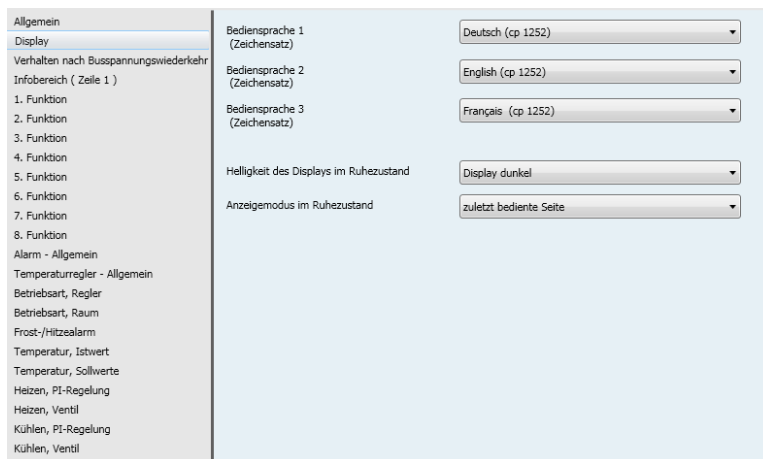 Allgemein
Display
Verhalten nach Busspannungswiederkehr
Infobereich ( Zeile 1 )
1. Funktion
2. Funktion
3. Funktion
4. Funktion
5. Funktion
6. Funktion
7. Funktion
8. Funktion
Alarm - Allgemein
Temperaturregler - Allgemein
Betriebsart, Regler
Betriebsart, Raum
Frost-/Hitzealarm
Temperatur, Istwert
Temperatur, Sollwerte
Heizen, PI-Regelung
Heizen, Ventil
Kühlen, PI-Regelung
Kühlen, Ventil
Bediensprache 1
(Zeichensatz)
Deutsch (cp 1252)
Bediensprache 2
(Zeichensatz)
English (cp 1252)
Bediensprache 3
(Zeichensatz)
Français (cp 1252)
Helligkeit des Displays im Ruhezustand
Display dunkel
Anzeigemodus im Ruhezustand
zuletzt bediente Seite